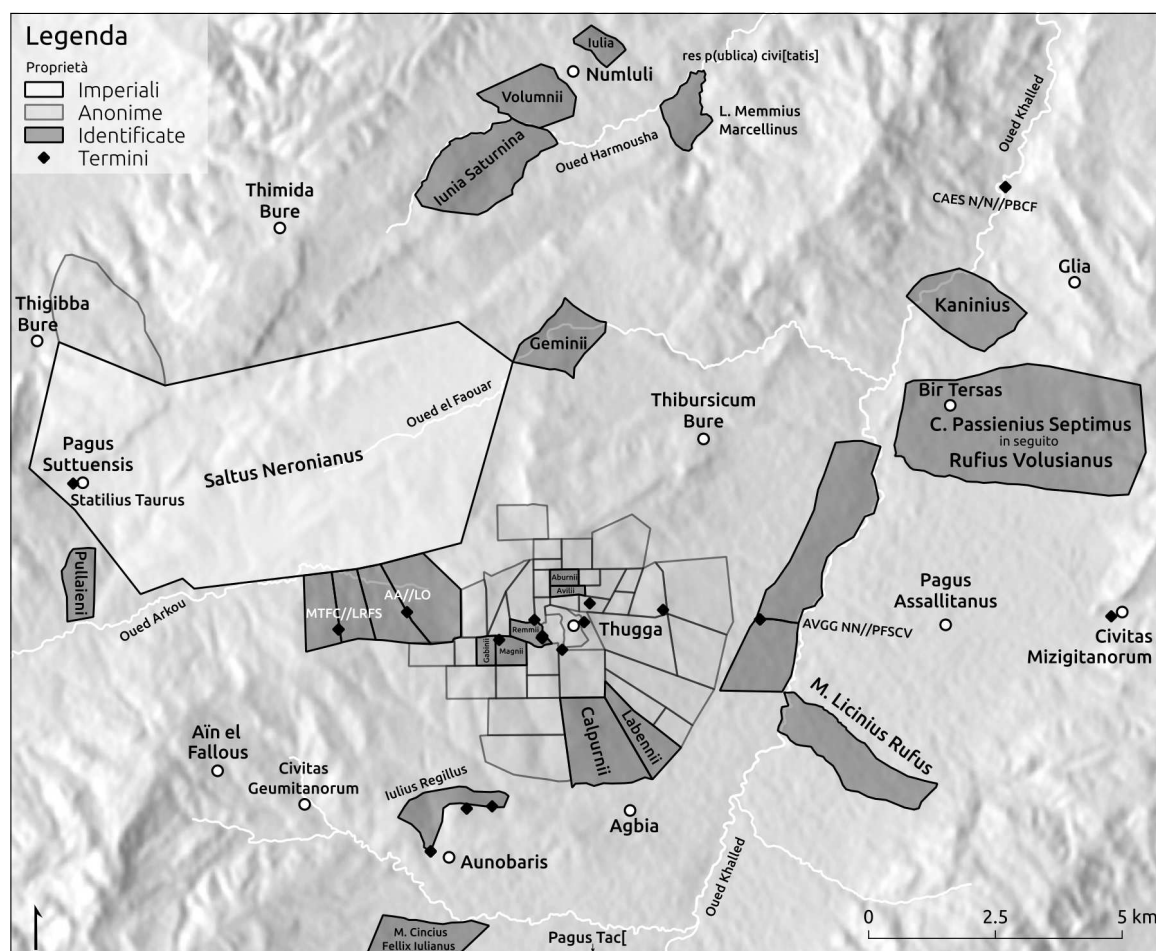 Legenda
Proprietà
Imperiali
Anonime
Identificate
Termini
Iulia
Numluli
res p(ublica) civi[tatis]
Volumnii
L. Memmius
Marcellinus
Oued Harmousha
Iunia Saturnina
Oued Khalled
CAES N/N//PBCF
Thimida
Bure
Glia
Thigibba
Bure
Kaninius
Geminii
Oued el Faouar
Thibursicum
Bure
Bir Tersas
C. Passienius Septimus
in seguito
Rufius Volusianus
Pagus
Suttuensis
Statilius Taurus
Saltus Neronianus
Pullaieni
Oued Arkou
MTFC//LRFS
AA//LO
Aburnii
Avilii
Remmii
Thugga
Gabinii
Magnii
Pagus
Assallitanus
AVGG NN//PFSCV
Civitas
Mizigitanorum
Calpurnii
Labennii
M. Licinius Rufus
Aïn el
Fallous
Civitas
Geumitanorum
Iulius Regillus
Agbia
Aunobaris
Oued Khalled
M. Cincius
Fellix Iulianus
Pagus Tac[
0 2.5 5 km